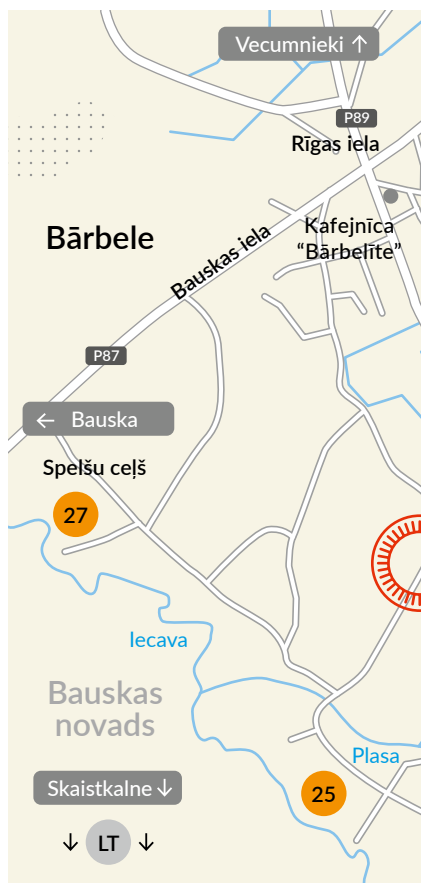 Vecumnieki ↑
P89
Rīgas iela
Kafejnīca
“Bārbelīte”
Bārbele
Bauskas iela
P87
← Bauska
Spelšu ceļš
27
Iecava
Bauskas
novads
Plasa
Skaistkalne ↓
25
↓ LT ↓